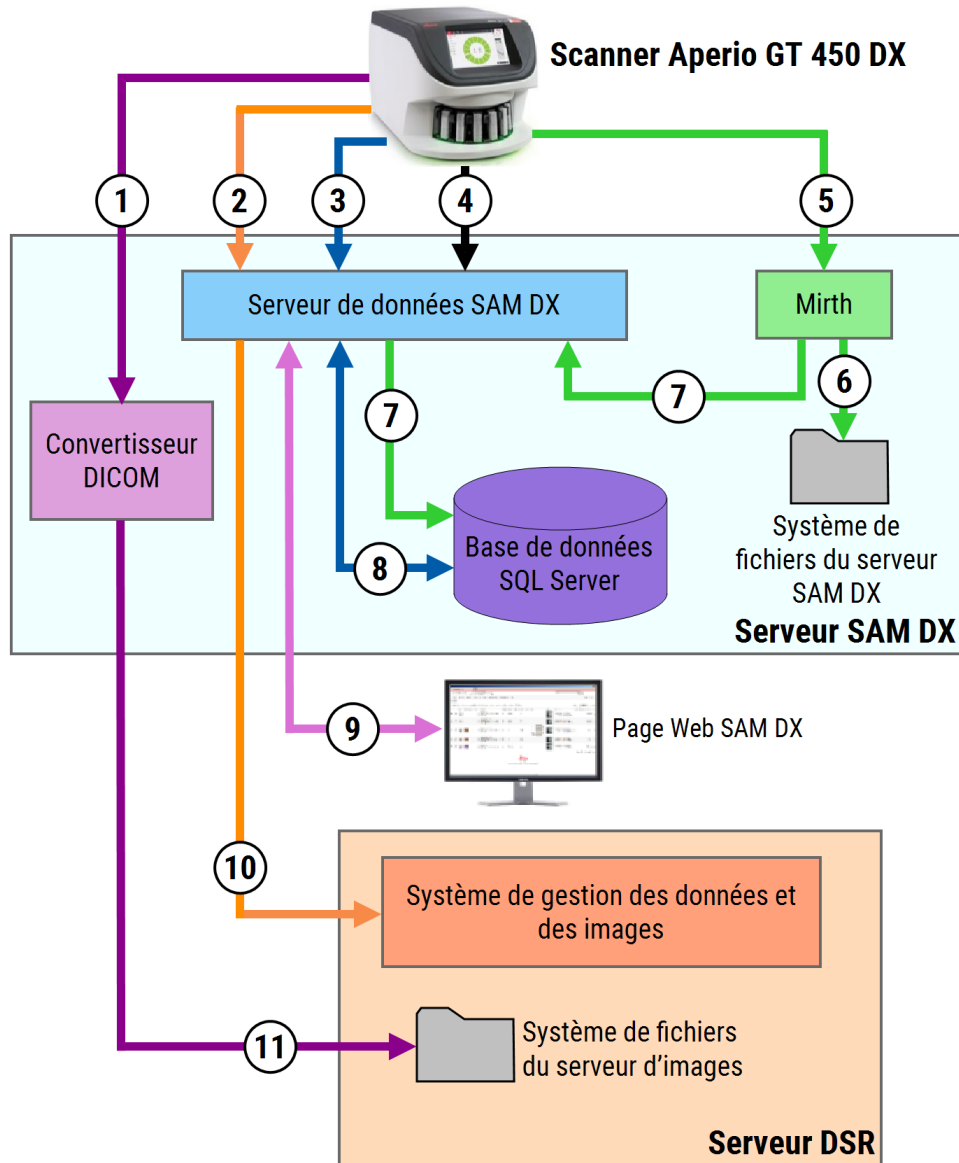 Scanner Aperio GT 450 DX
1
2
3
4
5
Serveur de données SAM DX
Mirth
7
7
6
Convertisseur
DICOM
Base de données
SQL Server
8
Système de
fichiers du serveur
SAM DX
Serveur SAM DX
9
Page Web SAM DX
10
Système de gestion des données et
des images
11
Système de fichiers
du serveur d’images
Serveur DSR